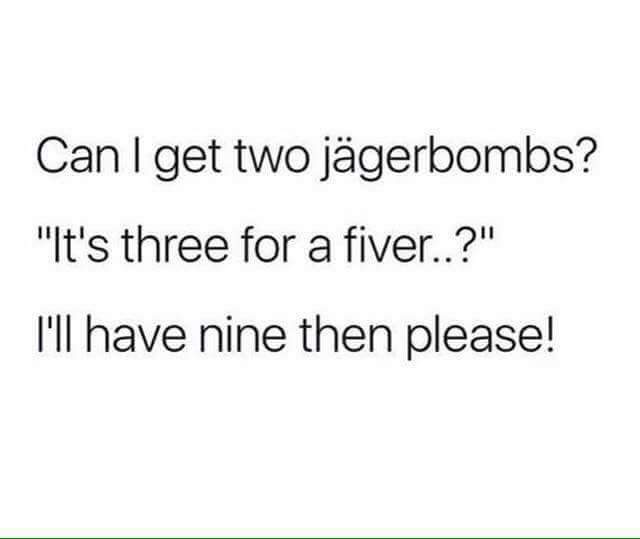 Can I get two jägerbombs?
"It's three for a fiver..?"
I'll have nine then please!